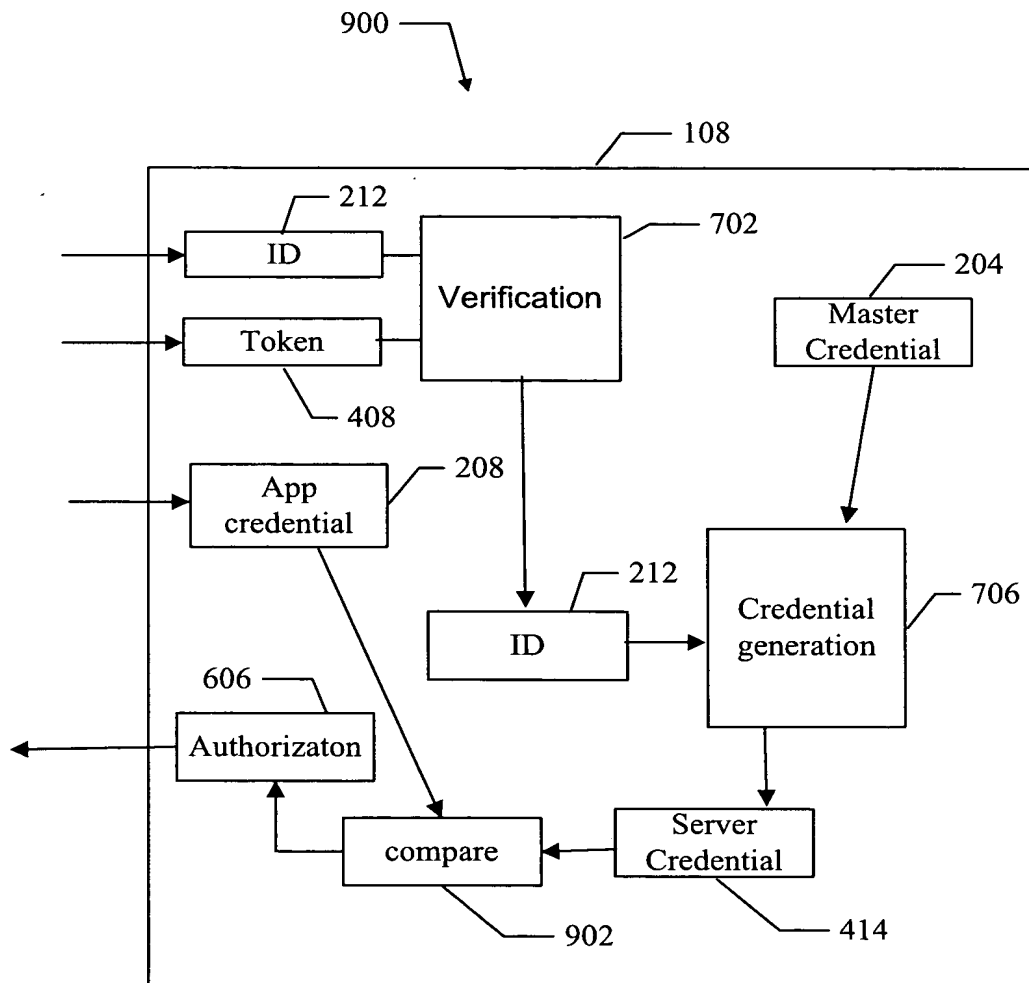 900
108
212
ID
702
Verification
204
Master
Credential
Token
408
208
App
credential
212
ID
Credential
generation
706
606
Authorizaton
compare
902
Server
Credential
414